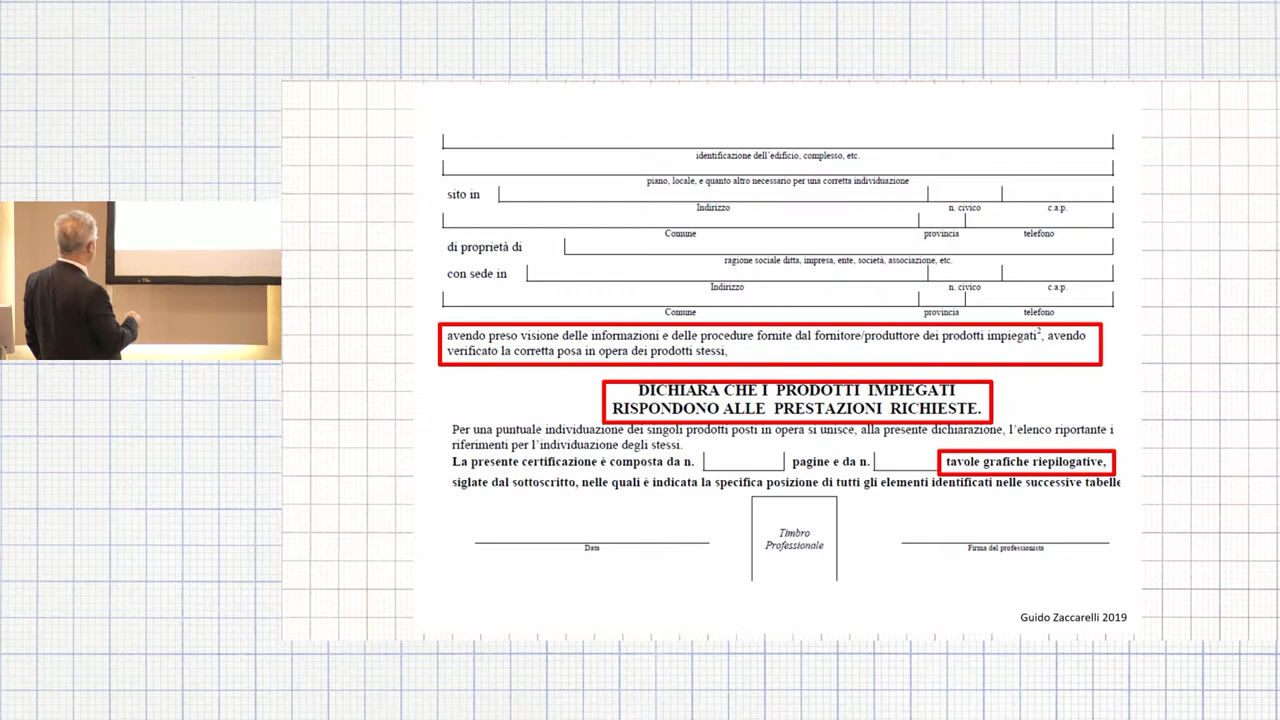 identificazione dell'edificio, complesso, etc.
piano, locale, e quanto altro necessario per una corretta individuazione
sito in
Indirizzo n. civico c.a.p.
Comune provincia telefono
di proprietà di
ragione sociale ditta, impresa, ente, società, associazione, etc.
con sede in
Indirizzo n. civico c.a.p.
Comune provincia telefono
avendo preso visione delle informazioni e delle procedure fornite dal fornitore/produttore dei prodotti impiegati², avendo
verificato la corretta posa in opera dei prodotti stessi,
DICHIARA CHE I PRODOTTI IMPIEGATI
RISPONDONO ALLE PRESTAZIONI RICHIESTE.
Per una puntuale individuazione dei singoli prodotti posti in opera si unisce, alla presente dichiarazione, l'elenco riportante i
riferimenti per l'individuazione degli stessi.
La presente certificazione è composta da n. pagine e da n. tavole grafiche riepilogative,
siglate dal sottoscritto, nelle quali è indicata la specifica posizione di tutti gli elementi identificati nelle successive tabelle
Timbro
Professionale
Data Firma del professionista
Guido Zaccarelli 2019